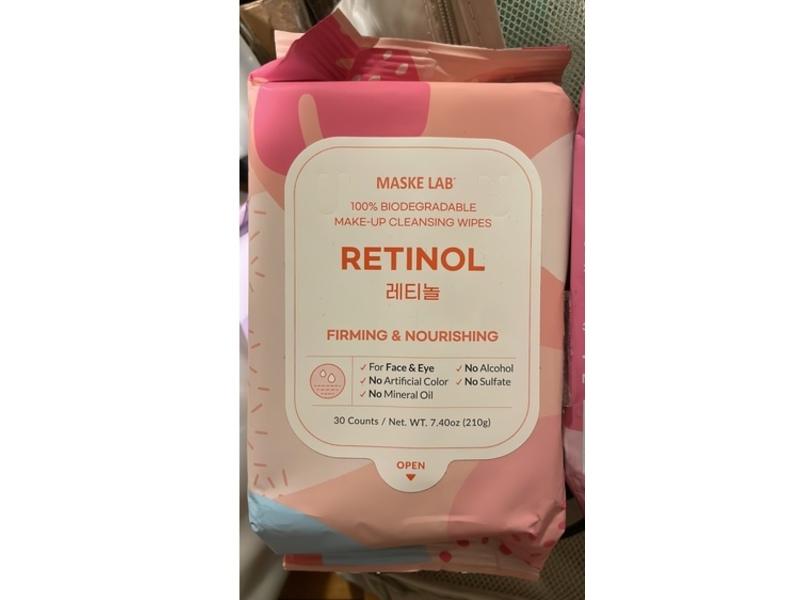 MASKE LAB
100% BIODEGRADABLE
MAKE-UP CLEANSING WIPES
RETINOL
레티놀
FIRMING & NOURISHING
✓ For Face & Eye ✓ No Alcohol
✓ No Artificial Color ✓ No Sulfate
✓ No Mineral Oil
30 Counts / Net. WT. 7.40oz (210g)
OPEN